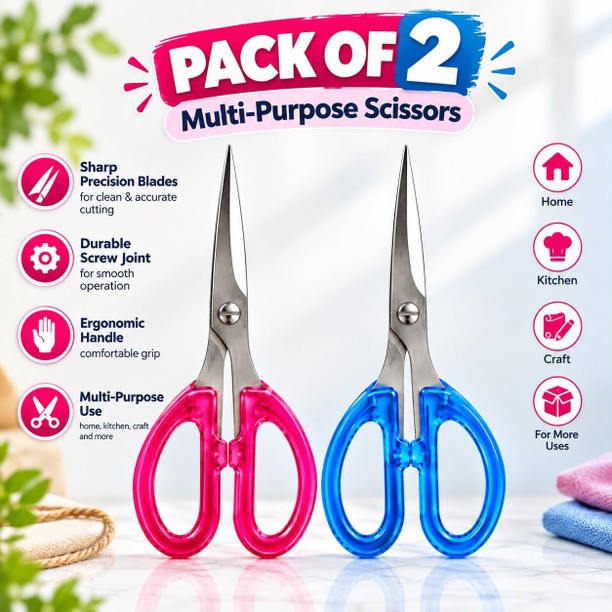 PACK OF 2
Multi-Purpose Scissors
Sharp
Precision Blades
for clean & accurate
cutting
Durable
Screw Joint
for smooth
operation
Ergonomic
Handle
comfortable grip
Multi-Purpose
Use
home, kitchen, craft
and more
Home
Kitchen
Craft
For More
Uses